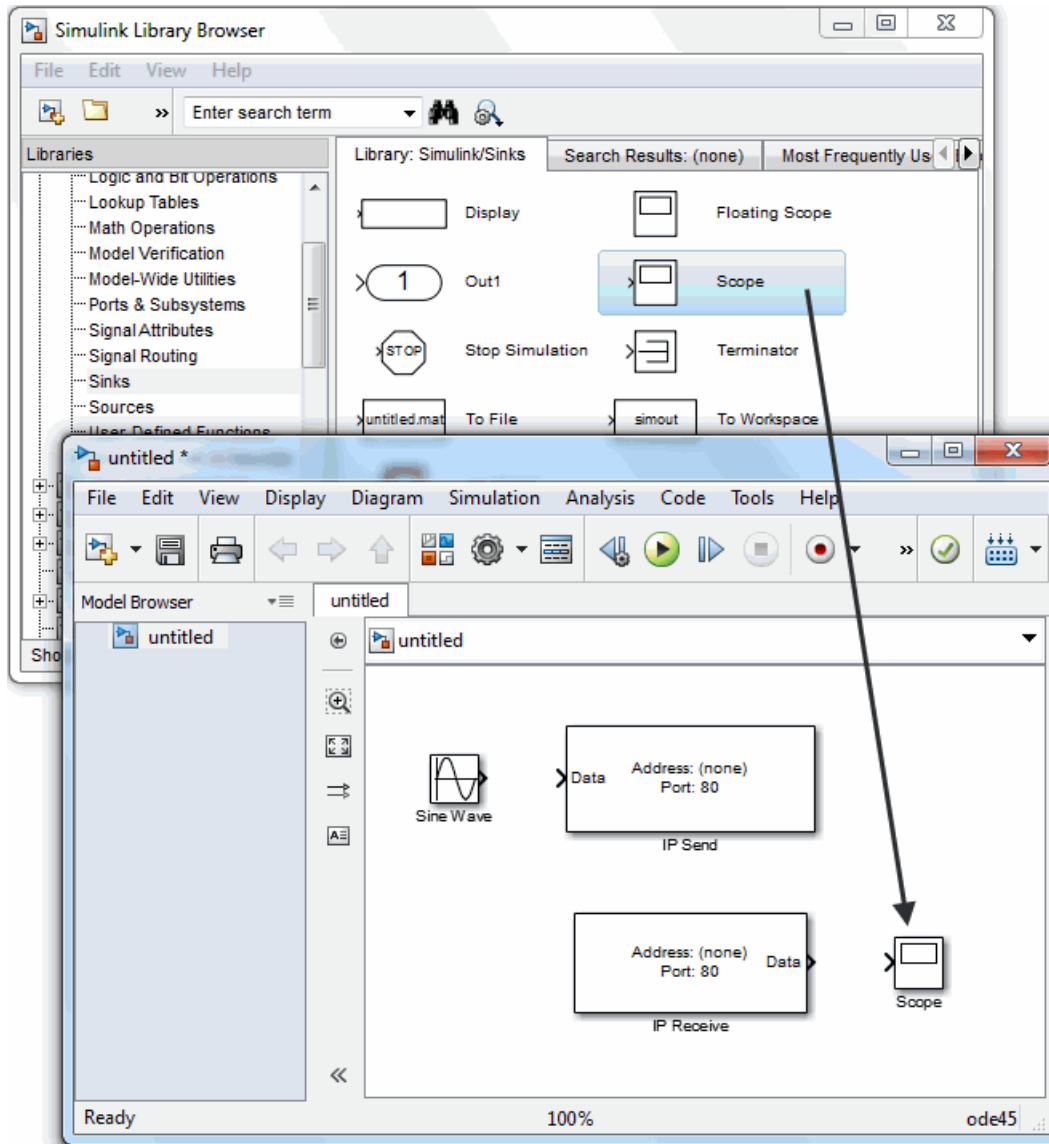 Simulink Library Browser
File Edit View Help
» Enter search term
Libraries
Library: Simulink/Sinks Search Results: (none) Most Frequently Us
Logic and Bit Operations
Lookup Tables
Math Operations
Model Verification
Model-Wide Utilities
Ports & Subsystems
Signal Attributes
Signal Routing
Sinks
Sources
User-Defined Functions
Display
Floating Scope
1 Out1
Scope
STOP Stop Simulation
Terminator
untitled.mat To File
simout To Workspace
Sho
untitled *
File Edit View Display Diagram Simulation Analysis Code Tools Help
»
Model Browser
untitled
untitled
untitled
Sine Wave
Data
Address: (none)
Port: 80
IP Send
Address: (none)
Port: 80
Data
IP Receive
Scope
Ready 100% ode45